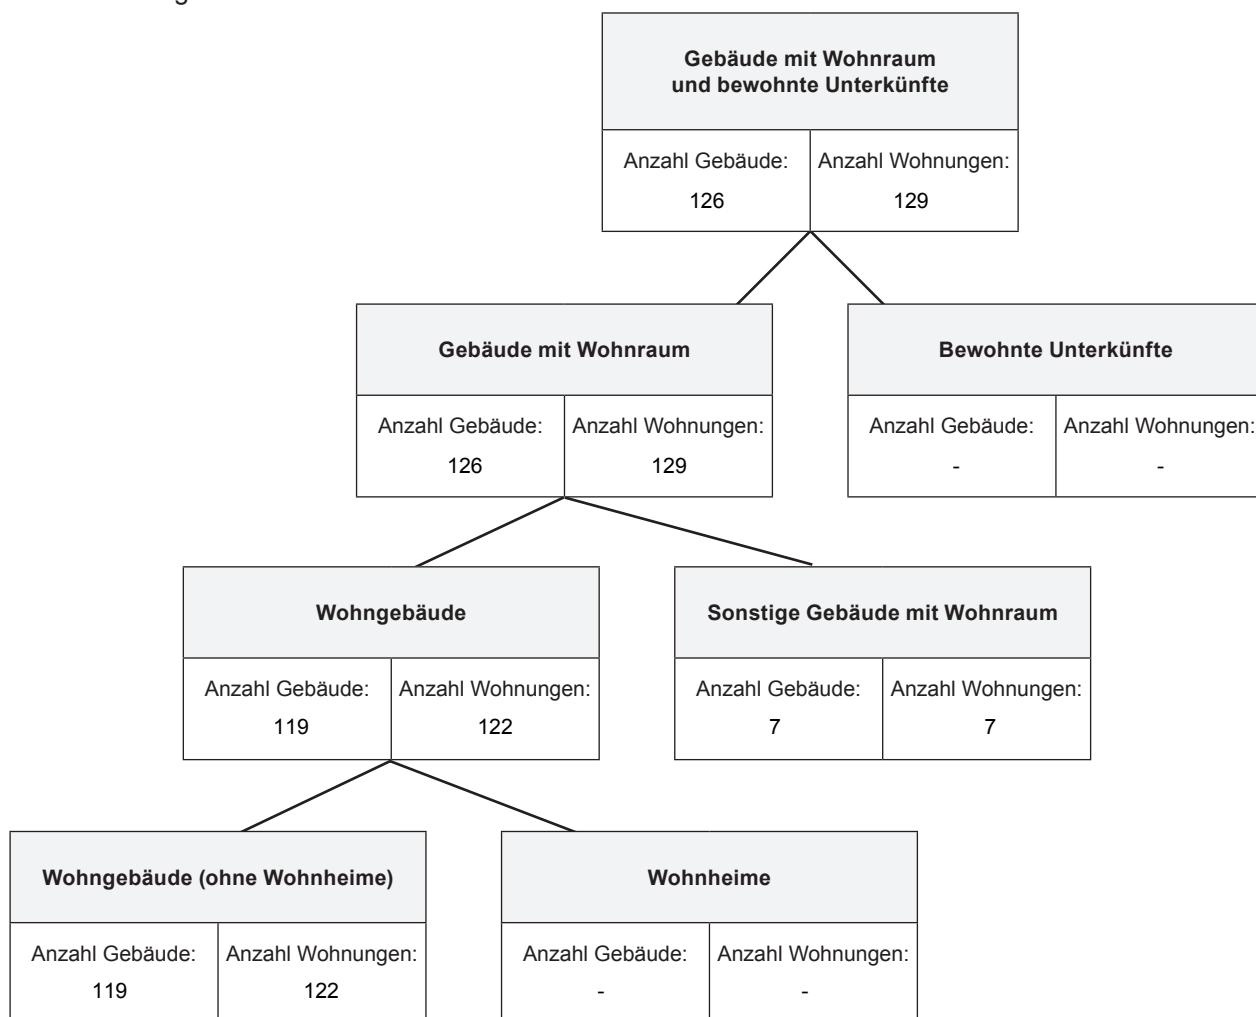 Gebäude mit Wohnraum
und bewohnte Unterkünfte
Anzahl Gebäude: Anzahl Wohnungen:
126 129
Gebäude mit Wohnraum Bewohnte Unterkünfte
Anzahl Gebäude: Anzahl Wohnungen: Anzahl Gebäude: Anzahl Wohnungen:
126 129 - -
Wohngebäude Sonstige Gebäude mit Wohnraum
Anzahl Gebäude: Anzahl Wohnungen: Anzahl Gebäude: Anzahl Wohnungen:
119 122 7 7
Wohngebäude (ohne Wohnheime) Wohnheime
Anzahl Gebäude: Anzahl Wohnungen: Anzahl Gebäude: Anzahl Wohnungen:
119 122 - -